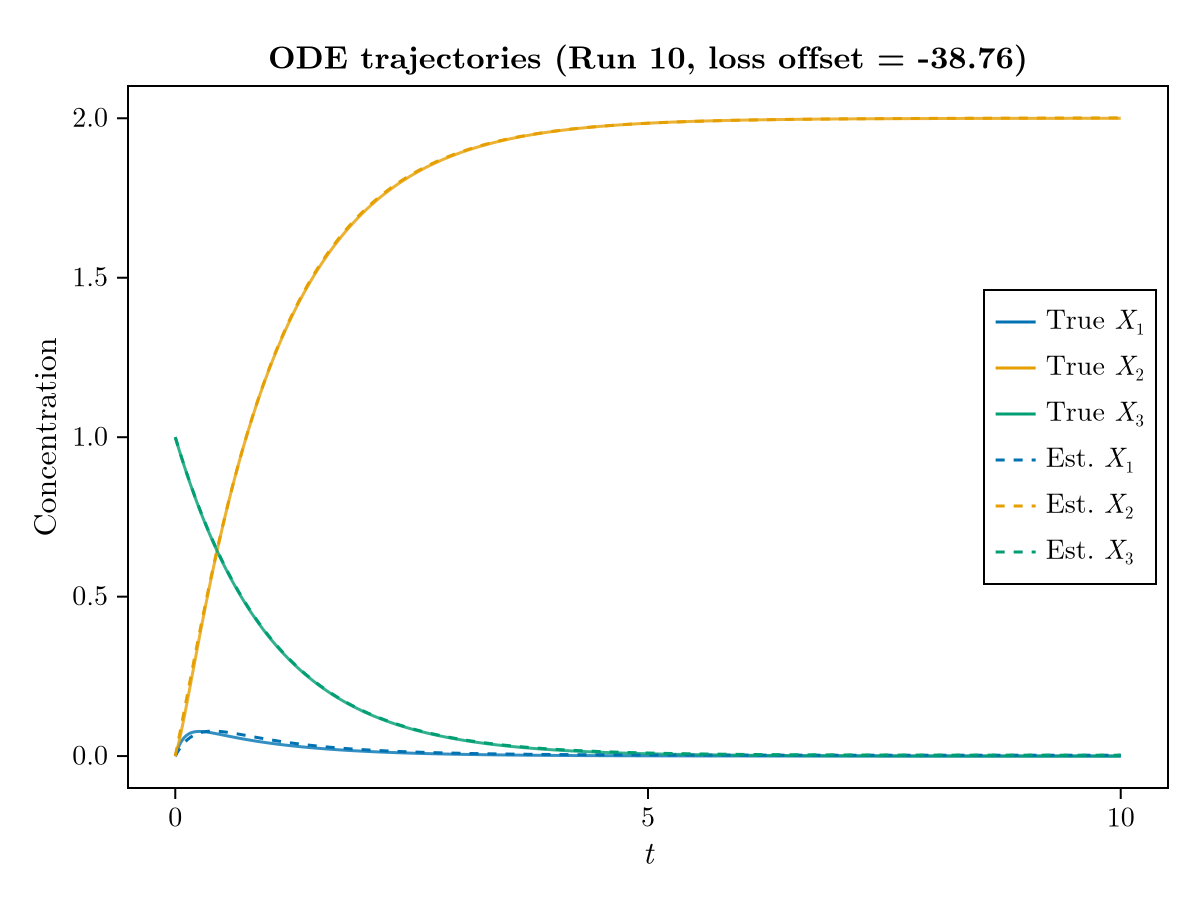 ODE trajectories (Run 10, loss offset = -38.76)
2.0
1.5
1.0
0.5
0.0
Concentration
True X₁
True X₂
True X₃
Est. X₁
Est. X₂
Est. X₃
0
5
10
t